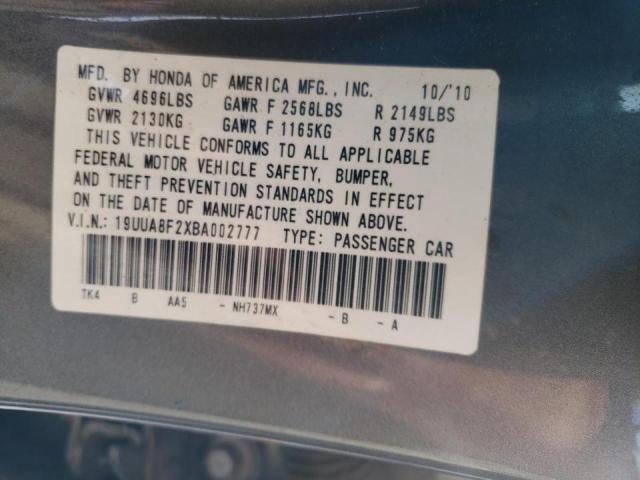 MFD. BY HONDA OF AMERICA MFG., INC. 10/'10
GVWR 4696LBS GAWR F 2568LBS R 2149LBS
GVWR 2130KG GAWR F 1165KG R 975KG
THIS VEHICLE CONFORMS TO ALL APPLICABLE
FEDERAL MOTOR VEHICLE SAFETY, BUMPER,
AND THEFT PREVENTION STANDARDS IN EFFECT
ON THE DATE OF MANUFACTURE SHOWN ABOVE.
V.I.N.: 19UUA8F2XBA002777 TYPE: PASSENGER CAR
TK4 B AA5 - NH737MX - B - A